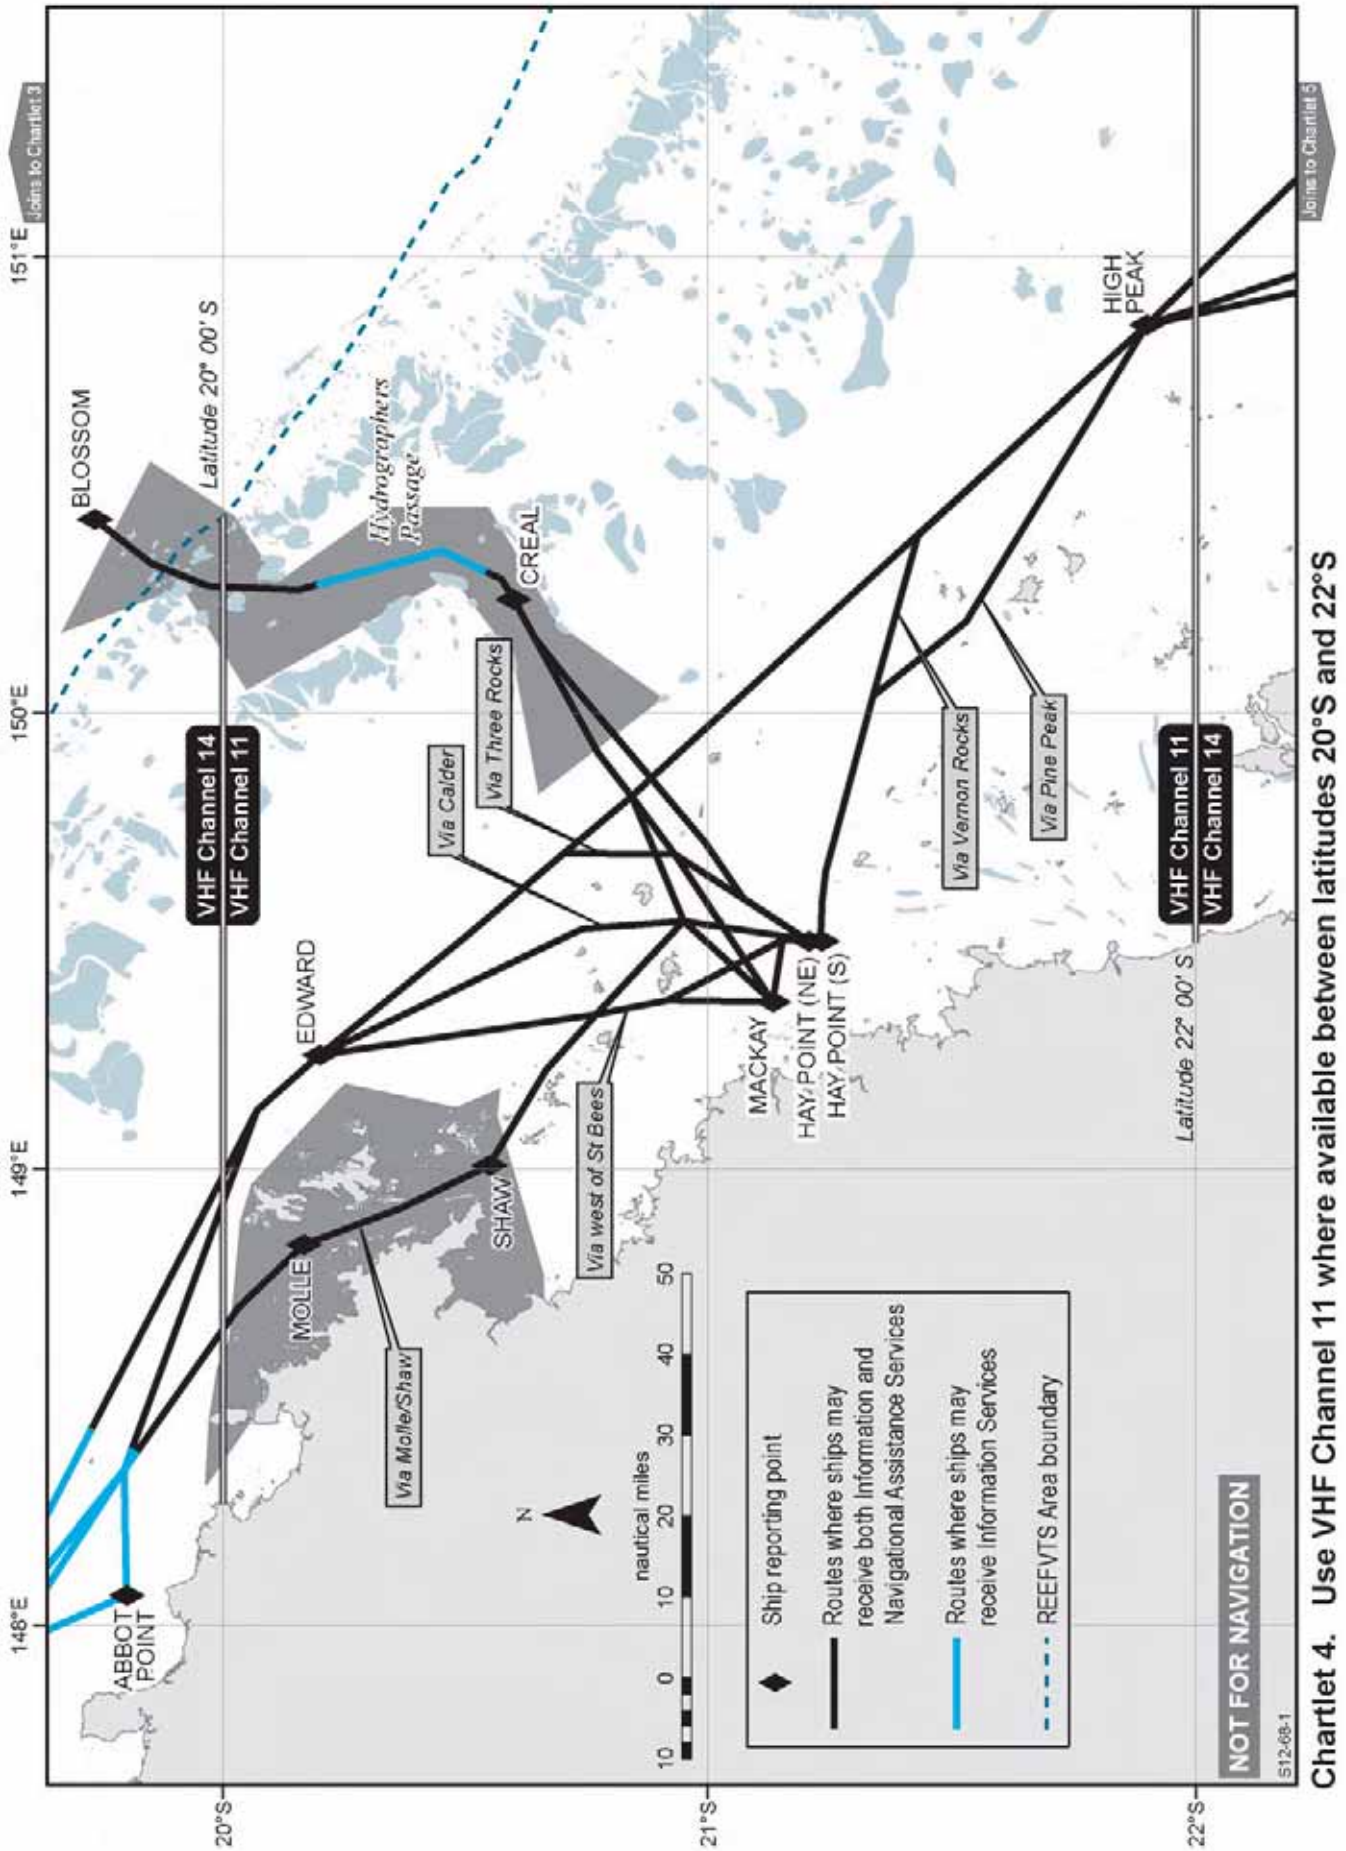 Joins to Chartlet 3
148°E
149°E
150°E
151°E
20°S
21°S
22°S
BLOSSOM
Latitude 20° 00' S
Hydrographers
Passage
CREAL
VHF Channel 14
VHF Channel 11
EDWARD
ABBOT
POINT
MOLLE
SHAW
Via Molle/Shaw
Via west of St Bees
Via Calder
Via Three Rocks
MACKAY
HAY POINT (NE)
HAY POINT (S)
Via Vernon Rocks
Via Pine Peak
HIGH
PEAK
VHF Channel 11
VHF Channel 14
Latitude 22° 00' S
N
nautical miles
10 0 10 20 30 40 50
Ship reporting point
Routes where ships may
receive both Information and
Navigational Assistance Services
Routes where ships may
receive Information Services
REEFVTS Area boundary
NOT FOR NAVIGATION
S12-68-1
Joins to Chartlet 5
Chartlet 4. Use VHF Channel 11 where available between latitudes 20°S and 22°S